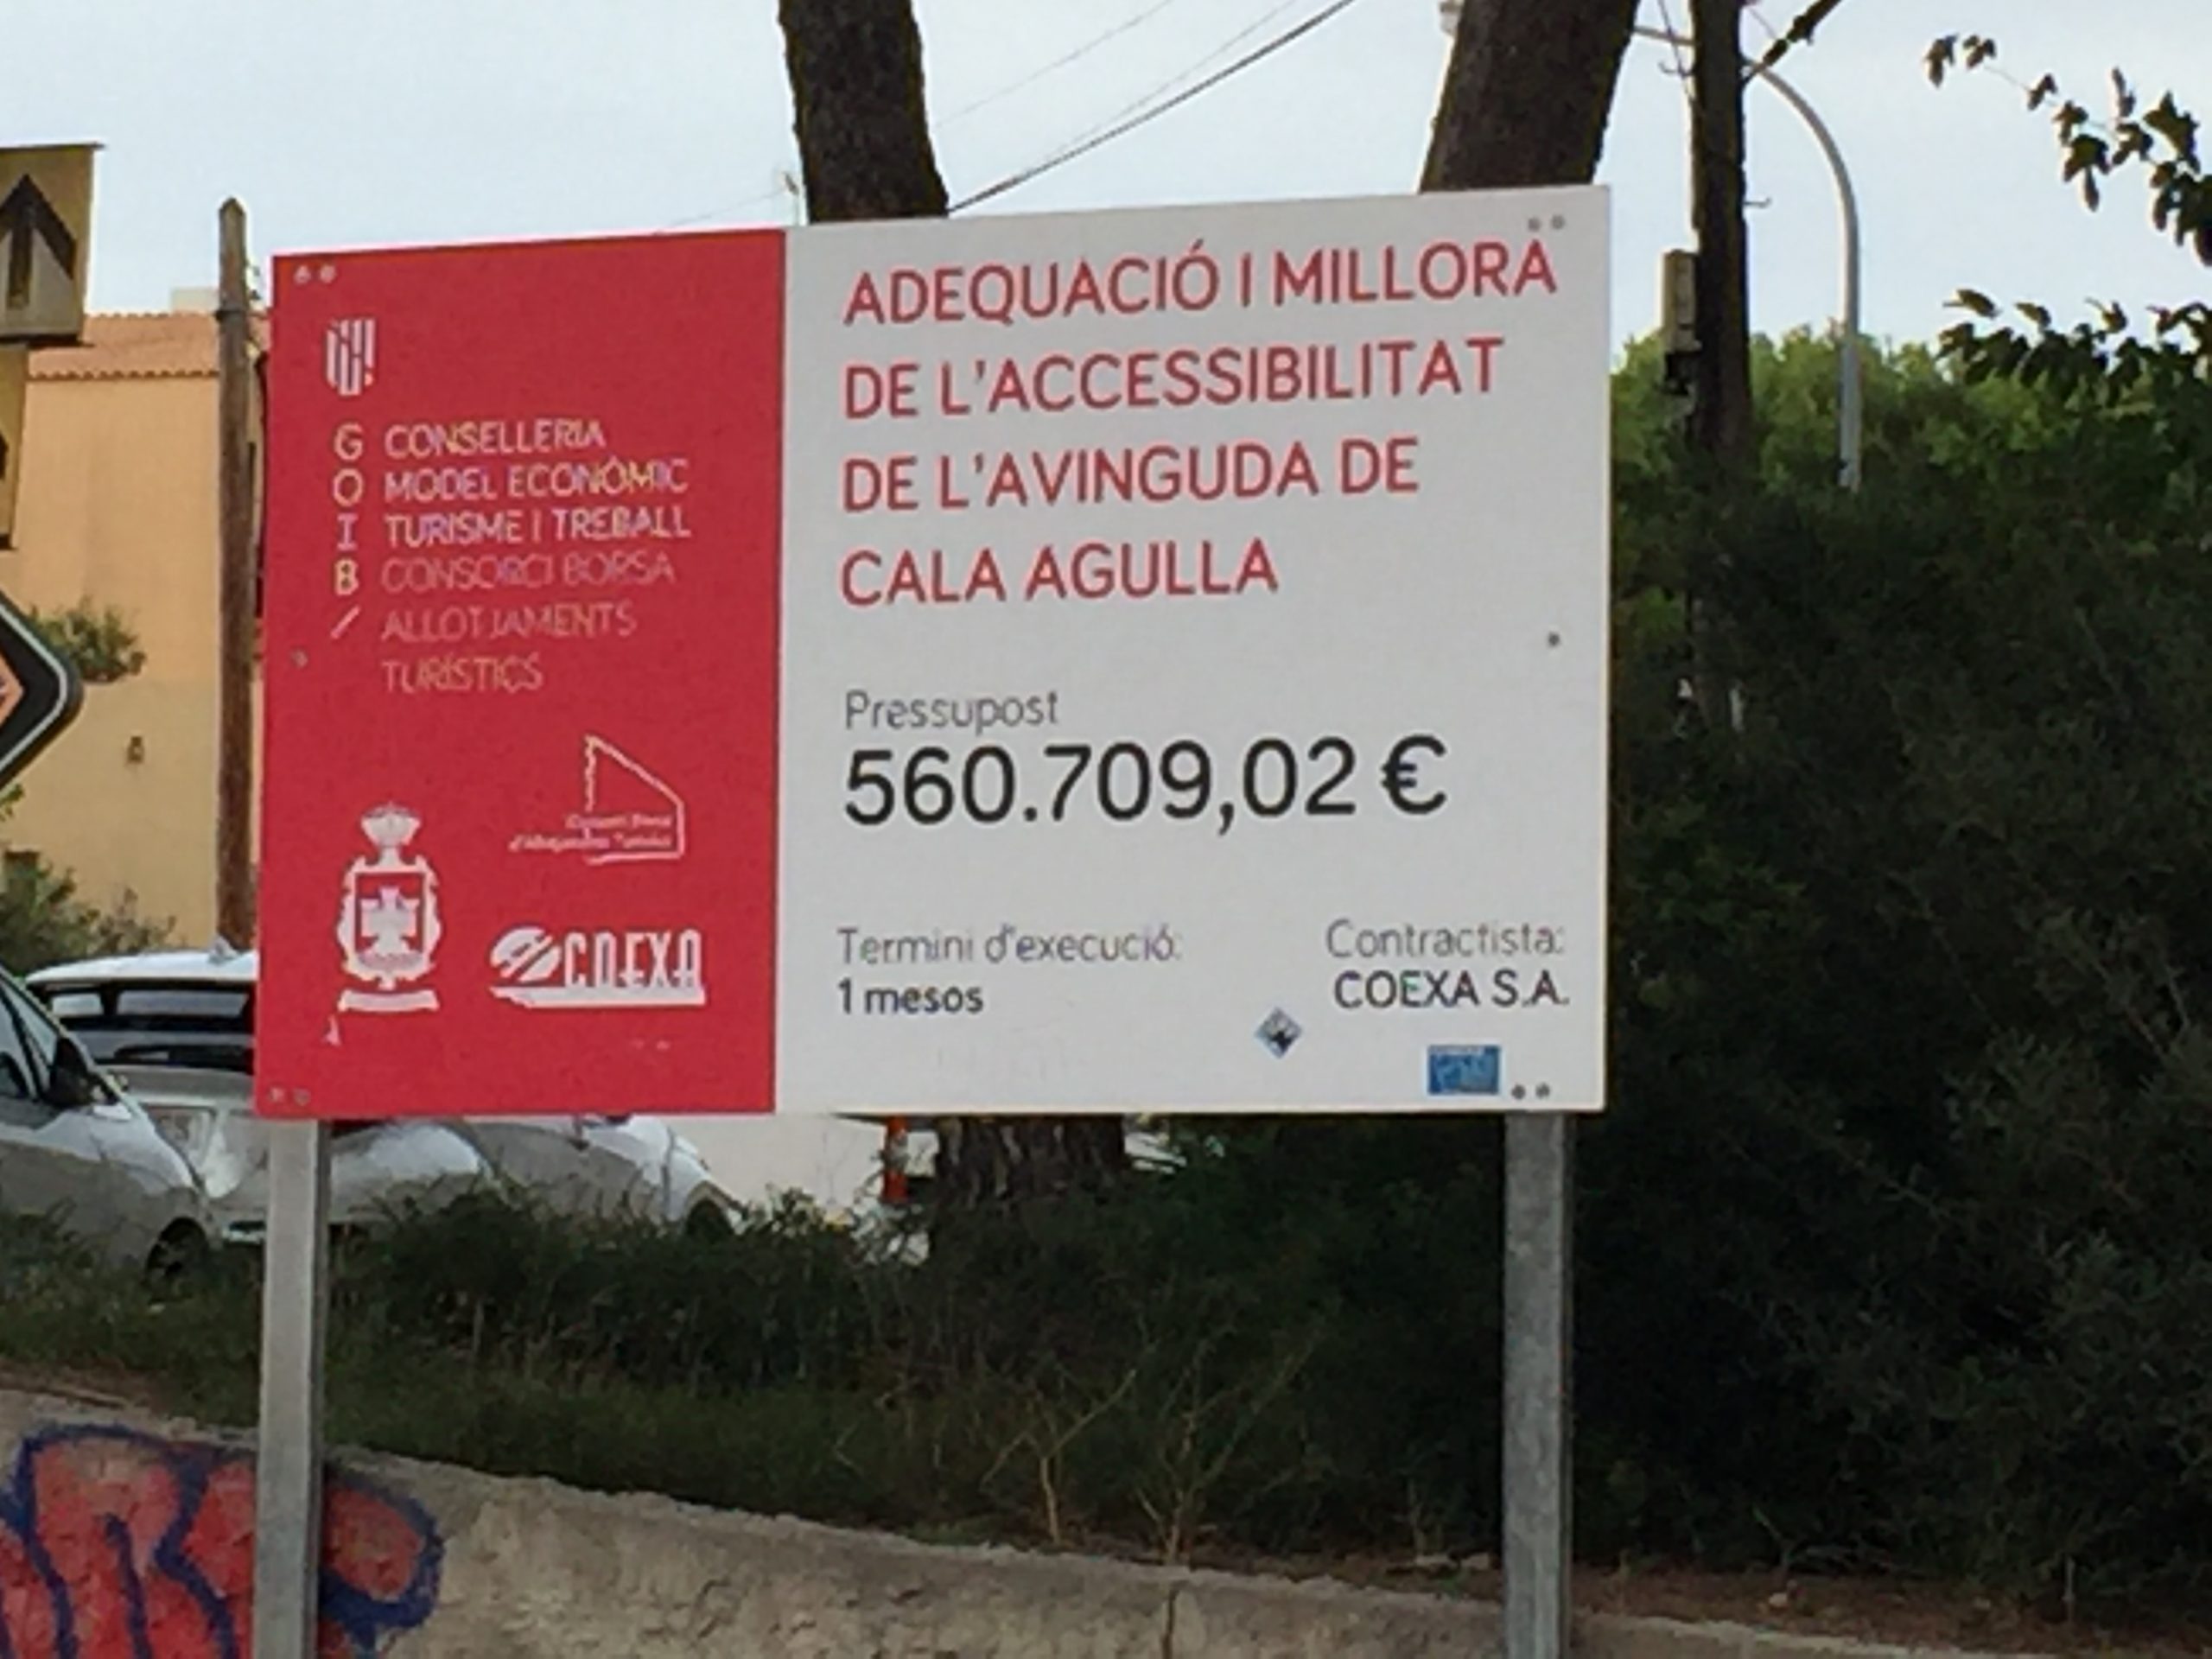 G CONSELLERIA
O MODEL ECONÒMIC
I TURISME I TREBALL
B CONSORCI BORSA
/ ALLOTJAMENTS
TURÍSTICS
COEXA
ADEQUACIÓ I MILLORA
DE L'ACCESSIBILITAT
DE L'AVINGUDA DE
CALA AGULLA
Pressupost
560.709,02 €
Termini d'execució:
1 mesos
Contractista:
COEXA S.A.